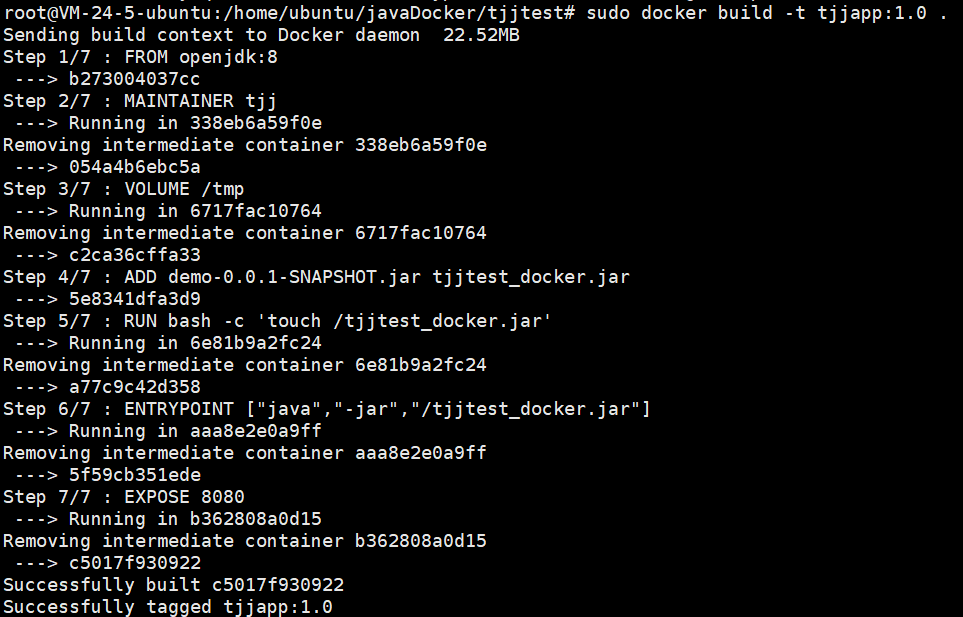 root@VM-24-5-ubuntu:/home/ubuntu/javaDocker/tjjtest# sudo docker build -t tjjapp:1.0 .
Sending build context to Docker daemon  22.52MB
Step 1/7 : FROM openjdk:8
 ---> b273004037cc
Step 2/7 : MAINTAINER tjj
 ---> Running in 338eb6a59f0e
Removing intermediate container 338eb6a59f0e
 ---> 054a4b6ebc5a
Step 3/7 : VOLUME /tmp
 ---> Running in 6717fac10764
Removing intermediate container 6717fac10764
 ---> c2ca36cffa33
Step 4/7 : ADD demo-0.0.1-SNAPSHOT.jar tjjtest_docker.jar
 ---> 5e8341dfa3d9
Step 5/7 : RUN bash -c 'touch /tjjtest_docker.jar'
 ---> Running in 6e81b9a2fc24
Removing intermediate container 6e81b9a2fc24
 ---> a77c9c42d358
Step 6/7 : ENTRYPOINT ["java","-jar","/tjjtest_docker.jar"]
 ---> Running in aaa8e2e0a9ff
Removing intermediate container aaa8e2e0a9ff
 ---> 5f59cb351ede
Step 7/7 : EXPOSE 8080
 ---> Running in b362808a0d15
Removing intermediate container b362808a0d15
 ---> c5017f930922
Successfully built c5017f930922
Successfully tagged tjjapp:1.0